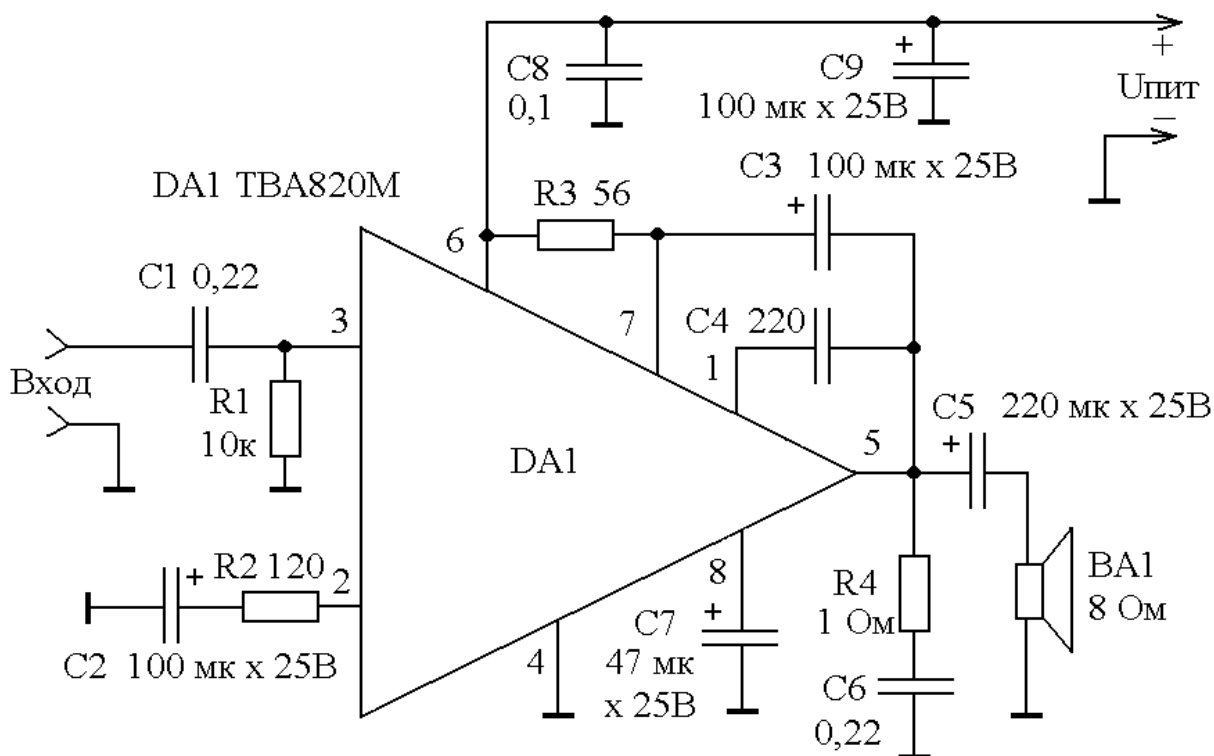 C8
0,1
C9
100 мк x 25В
+
+
Uпит
−
DA1 TBA820M
R3 56
C3 100 мк x 25В
+
6
C1 0,22
3
7
C4 220
1
Вход
R1
10к
C5 220 мк x 25В
+
5
DA1
R2 120
+
2
C2 100 мк x 25В
4
8
+
C7
47 мк
x 25В
R4
1 Ом
BA1
8 Ом
C6
0,22